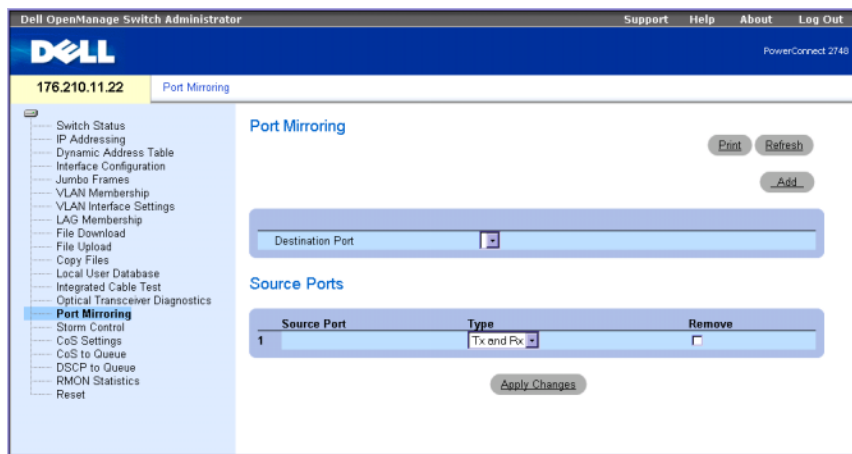 Dell OpenManage Switch Administrator
Support Help About Log Out
DELL
PowerConnect 2748
176.210.11.22
Port Mirroring
Switch Status
IP Addressing
Dynamic Address Table
Interface Configuration
Jumbo Frames
VLAN Membership
VLAN Interface Settings
LAG Membership
File Download
File Upload
Copy Files
Local User Database
Integrated Cable Test
Optical Transceiver Diagnostics
Port Mirroring
Storm Control
CoS Settings
CoS to Queue
DSCP to Queue
RMON Statistics
Reset
Port Mirroring
Print Refresh
Add
Destination Port
Source Ports
Source Port Type Remove
1 Tx and Rx
Apply Changes